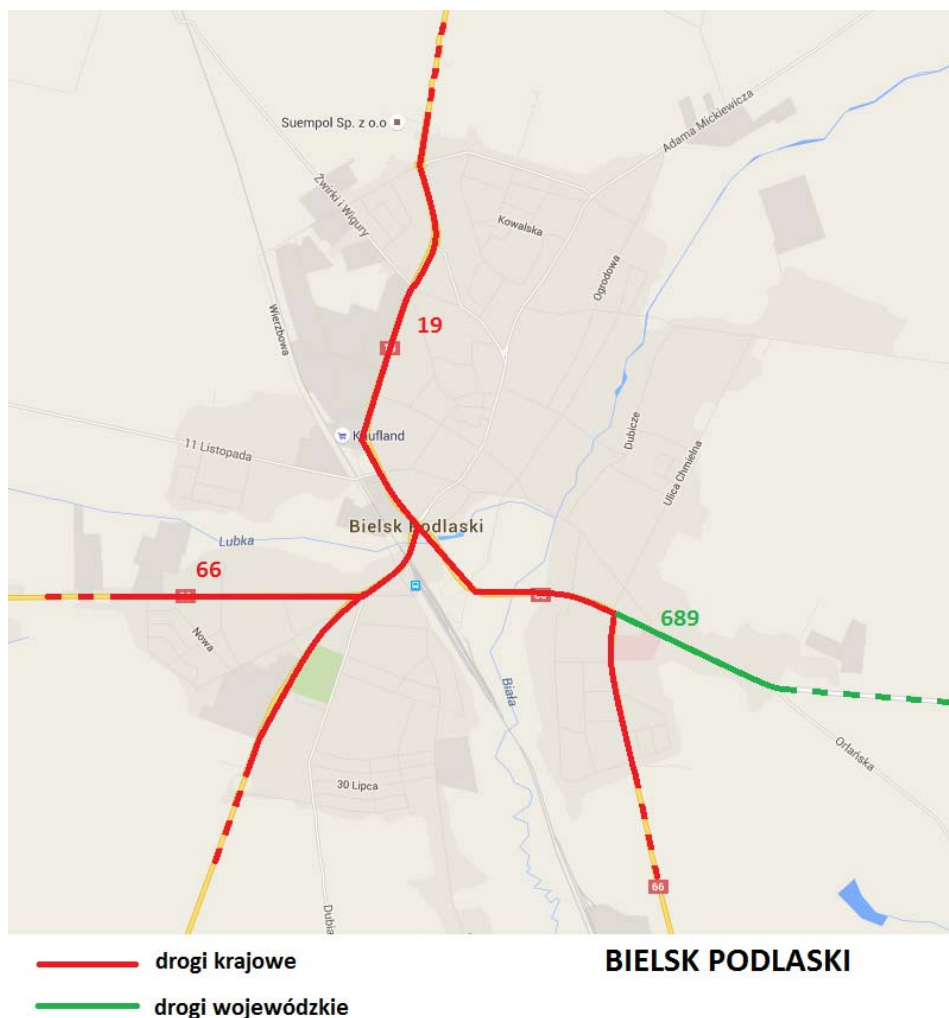 Suempol Sp. z o.o
Adama Mickiewicza
Żwirki i Wigury
Kowalska
Ogrodowa
Wierzbowa
19
Kaufland
11 Listopada
Dubicze
Ulica Chmielna
Bielsk Podlaski
Lubka
66
689
Nowa
Biała
Orlańska
30 Lipca
66
drogi krajowe
BIELSK PODLASKI
drogi wojewódzkie